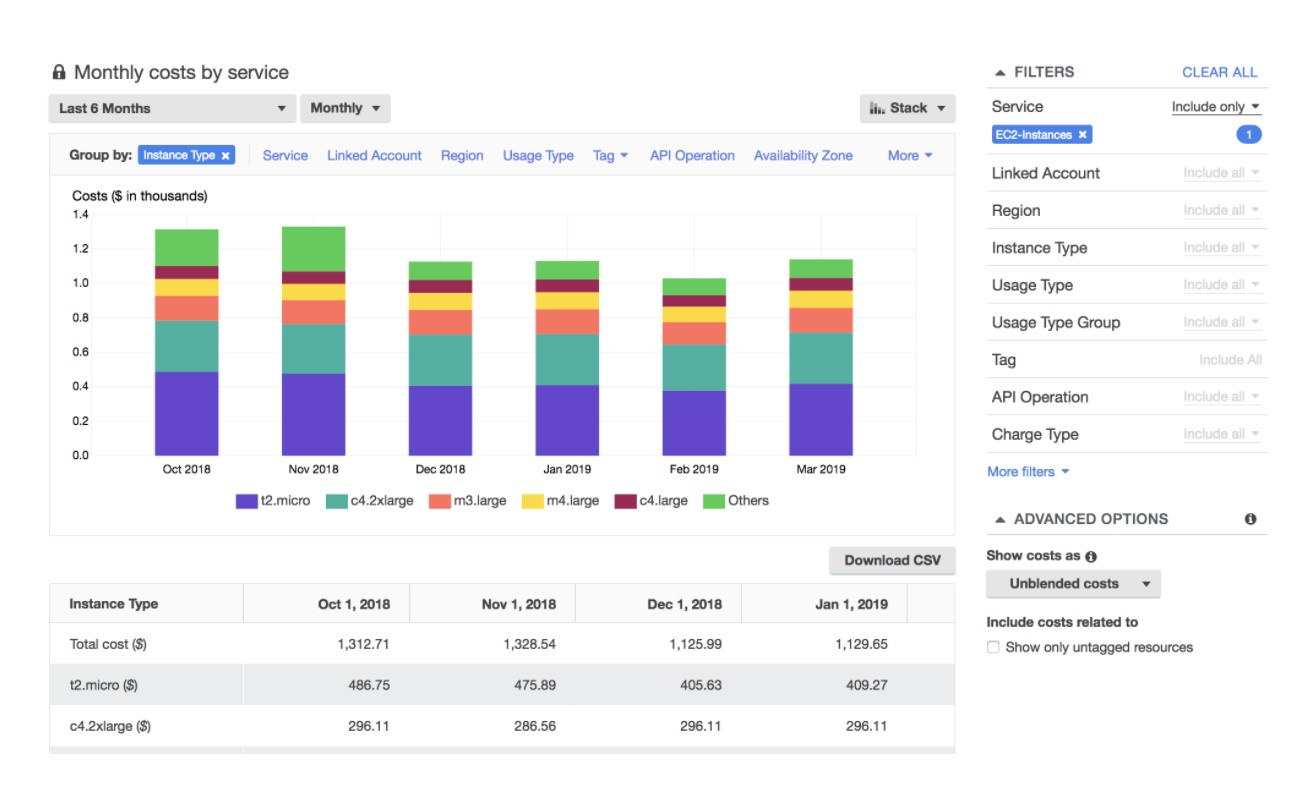 Monthly costs by service
Last 6 Months Monthly Stack
Group by: Instance Type × Service Linked Account Region Usage Type Tag API Operation Availability Zone More
Costs ($ in thousands)
1.4
1.2
1.0
0.8
0.6
0.4
0.2
0.0
Oct 2018 Nov 2018 Dec 2018 Jan 2019 Feb 2019 Mar 2019
t2.micro c4.2xlarge m3.large m4.large c4.large Others
Download CSV
Instance Type Oct 1, 2018 Nov 1, 2018 Dec 1, 2018 Jan 1, 2019
Total cost ($) 1,312.71 1,328.54 1,125.99 1,129.65
t2.micro ($) 486.75 475.89 405.63 409.27
c4.2xlarge ($) 296.11 286.56 296.11 296.11
FILTERS CLEAR ALL
Service Include only
EC2-Instances × 1
Linked Account Include all
Region Include all
Instance Type Include all
Usage Type Include all
Usage Type Group Include all
Tag Include All
API Operation Include all
Charge Type Include all
More filters
ADVANCED OPTIONS
Show costs as
Unblended costs
Include costs related to
Show only untagged resources